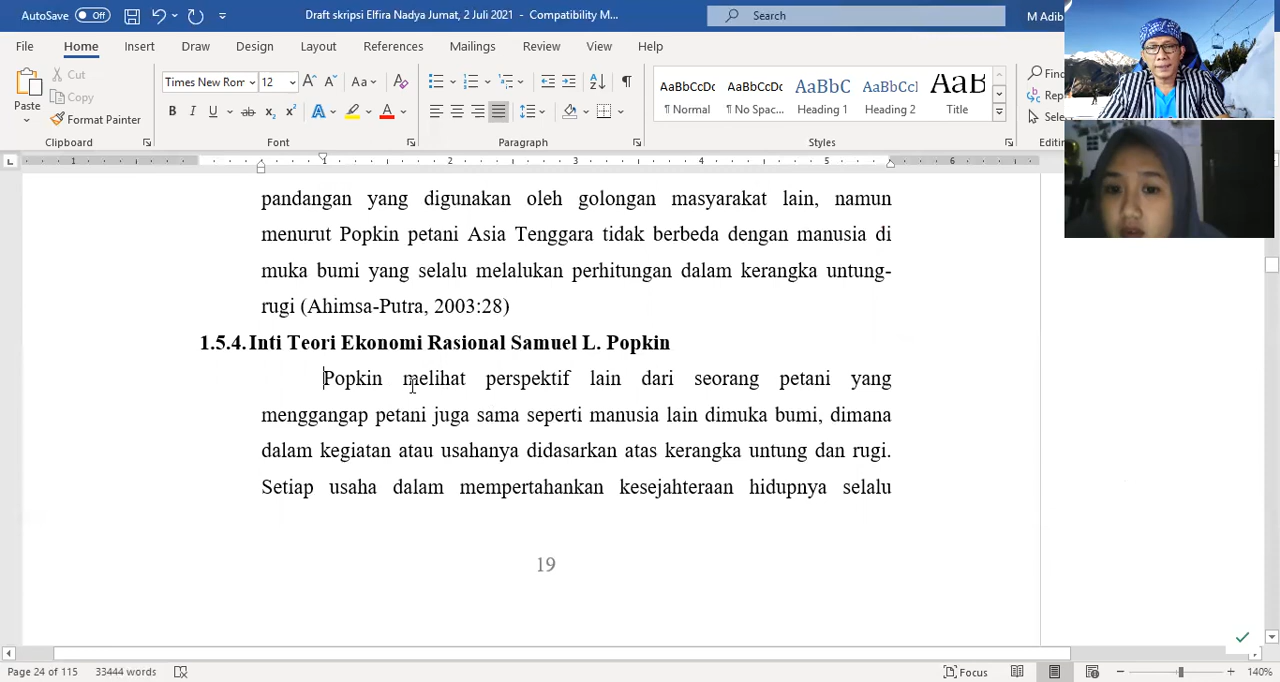 AutoSave Off Draft skripsi Elfira Nadya Jumat, 2 Juli 2021 - Compatibility M... Search M Adib
File Home Insert Draw Design Layout References Mailings Review View Help
Paste Cut Copy Format Painter
Times New Rom 12
AaBbCcDc AaBbCcDc AaBbC AaBbCcI AaB
Normal No Spac... Heading 1 Heading 2 Title
Clipboard Font Paragraph Styles
pandangan yang digunakan oleh golongan masyarakat lain, namun
menurut Popkin petani Asia Tenggara tidak berbeda dengan manusia di
muka bumi yang selalu melalukan perhitungan dalam kerangka untung-
rugi (Ahimsa-Putra, 2003:28)
1.5.4. Inti Teori Ekonomi Rasional Samuel L. Popkin
Popkin melihat perspektif lain dari seorang petani yang
menggangap petani juga sama seperti manusia lain dimuka bumi, dimana
dalam kegiatan atau usahanya didasarkan atas kerangka untung dan rugi.
Setiap usaha dalam mempertahankan kesejahteraan hidupnya selalu
19
Page 24 of 115 33444 words Focus 140%